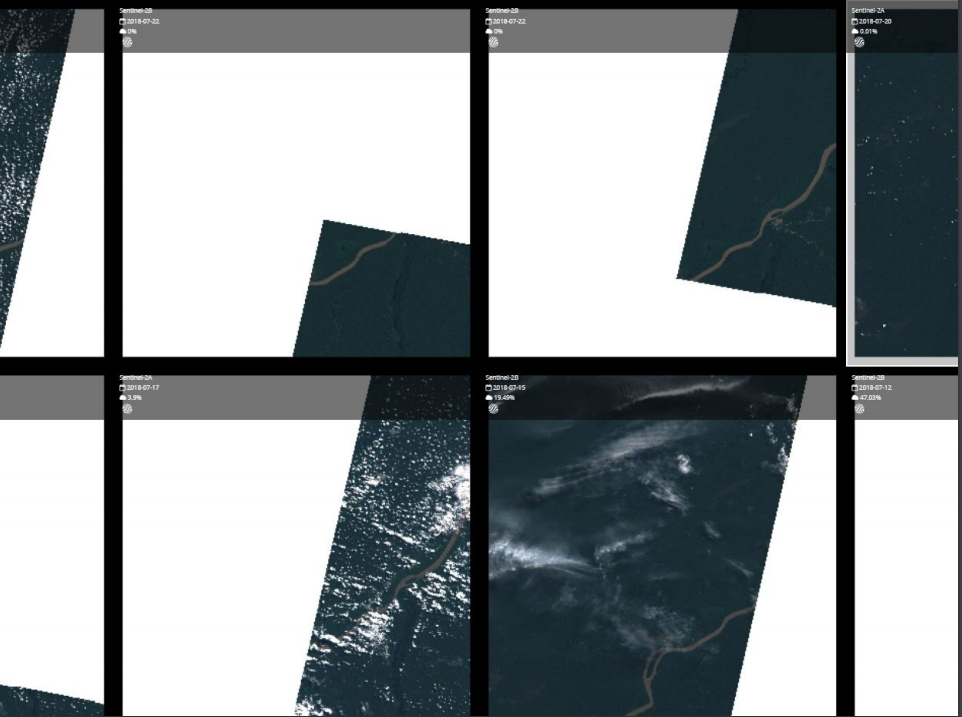 Sentinel-2B
2018-07-22
0%
Sentinel-2B
2018-07-22
0%
Sentinel-2A
2018-07-20
0.01%
Sentinel-2A
2018-07-17
3.9%
Sentinel-2B
2018-07-15
19.49%
Sentinel-2B
2018-07-12
47.03%